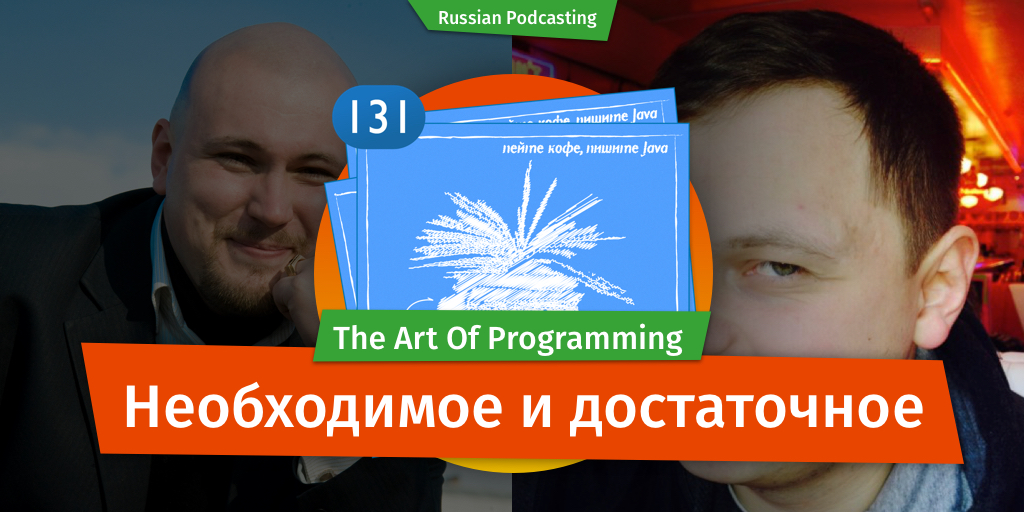 Russian Podcasting
131
пейте кофе, пишите Java
пейте кофе, пишите Java
The Art Of Programming
Необходимое и достаточное